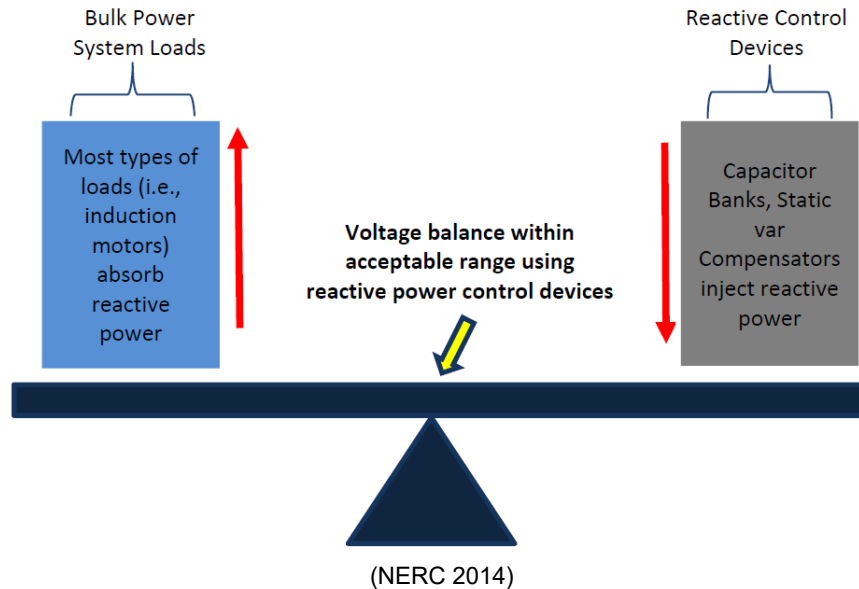 Bulk Power
System Loads
Reactive Control
Devices
Most types of
loads (i.e.,
induction
motors)
absorb
reactive
power
Voltage balance within
acceptable range using
reactive power control devices
Capacitor
Banks, Static
var
Compensators
inject reactive
power
(NERC 2014)